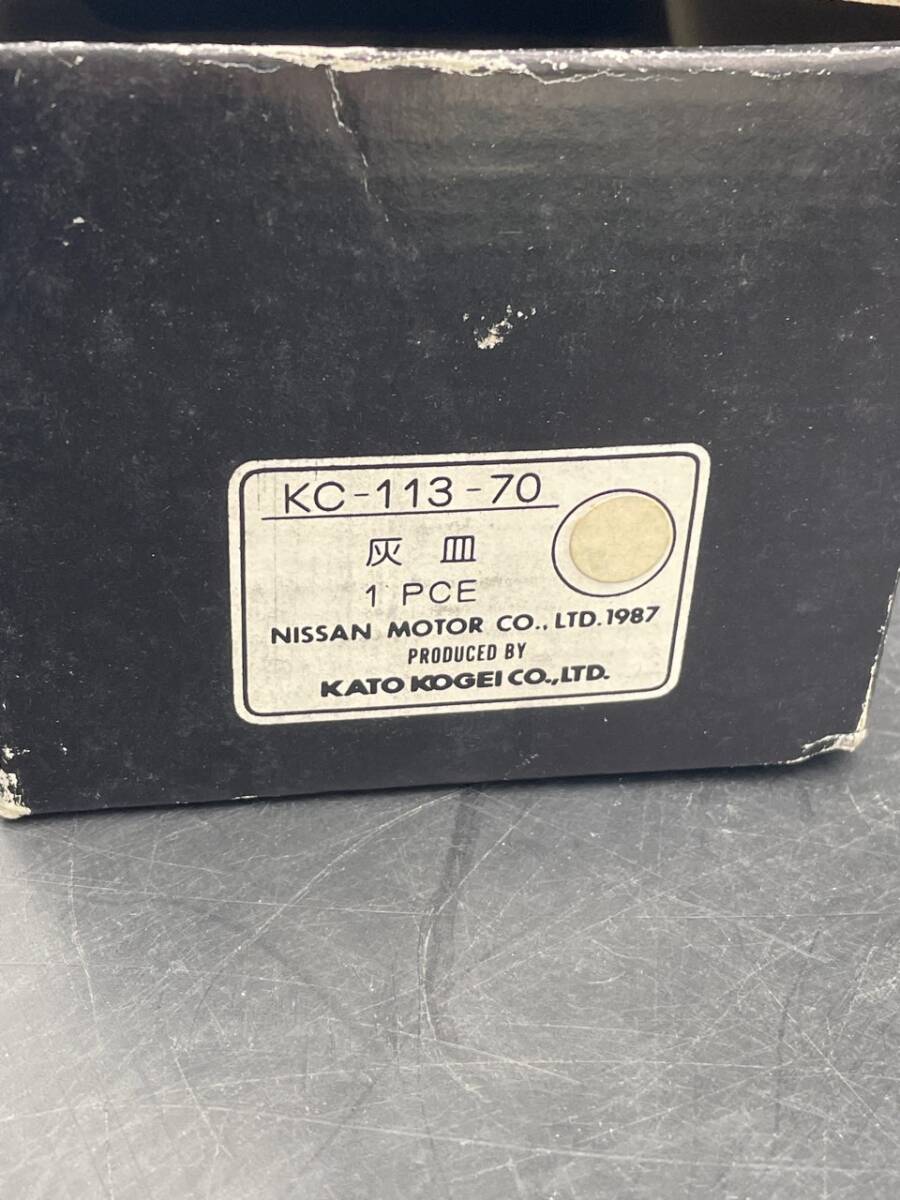 KC-113-70
灰 皿
1 PCE
NISSAN MOTOR CO., LTD. 1987
PRODUCED BY
KATO KOGEI CO., LTD.